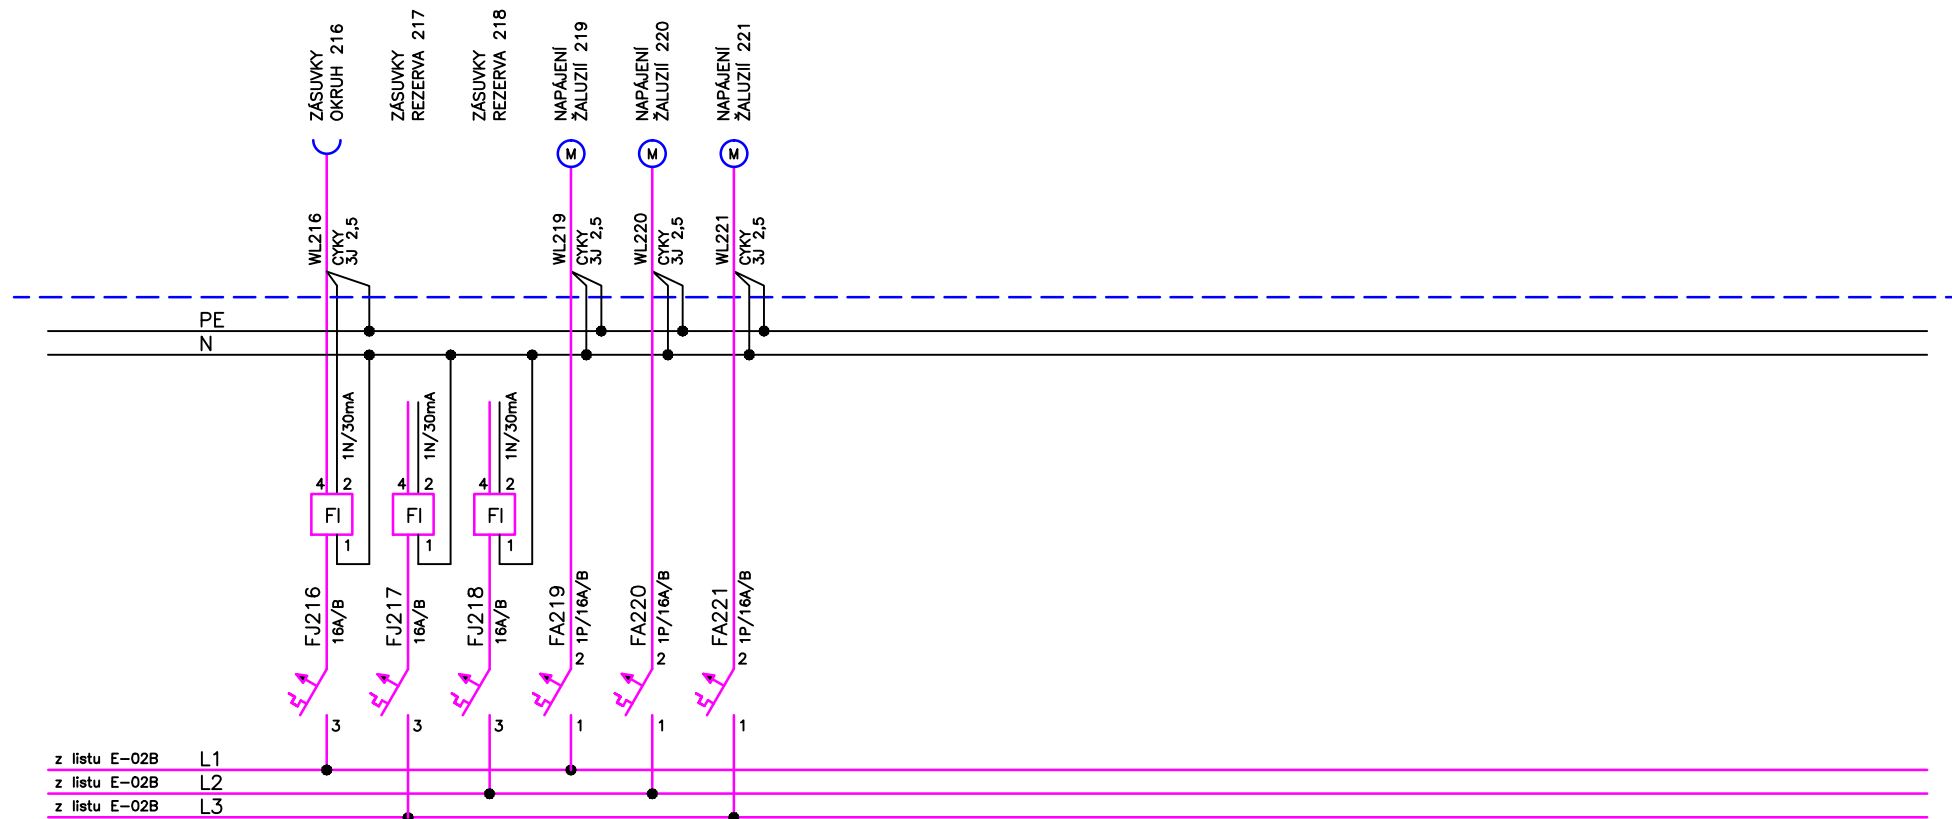 ZÁSUVKY
OKRUH 216
ZÁSUVKY
REZERVA 217
ZÁSUVKY
REZERVA 218
NAPÁJENÍ
ŽALUZIÍ 219
NAPÁJENÍ
ŽALUZIÍ 220
NAPÁJENÍ
ŽALUZIÍ 221
M
M
M
WL216
CYKY
3J 2,5
WL219
CYKY
3J 2,5
WL220
CYKY
3J 2,5
WL221
CYKY
3J 2,5
PE
N
1N/30mA
1N/30mA
1N/30mA
4 2
4 2
4 2
FI
FI
FI
1
1
1
FJ216
16A/B
FJ217
16A/B
FJ218
16A/B
FA219
1P/16A/B
FA220
1P/16A/B
FA221
1P/16A/B
2
2
2
3
3
3
1
1
1
z listu E-02B L1
z listu E-02B L2
z listu E-02B L3